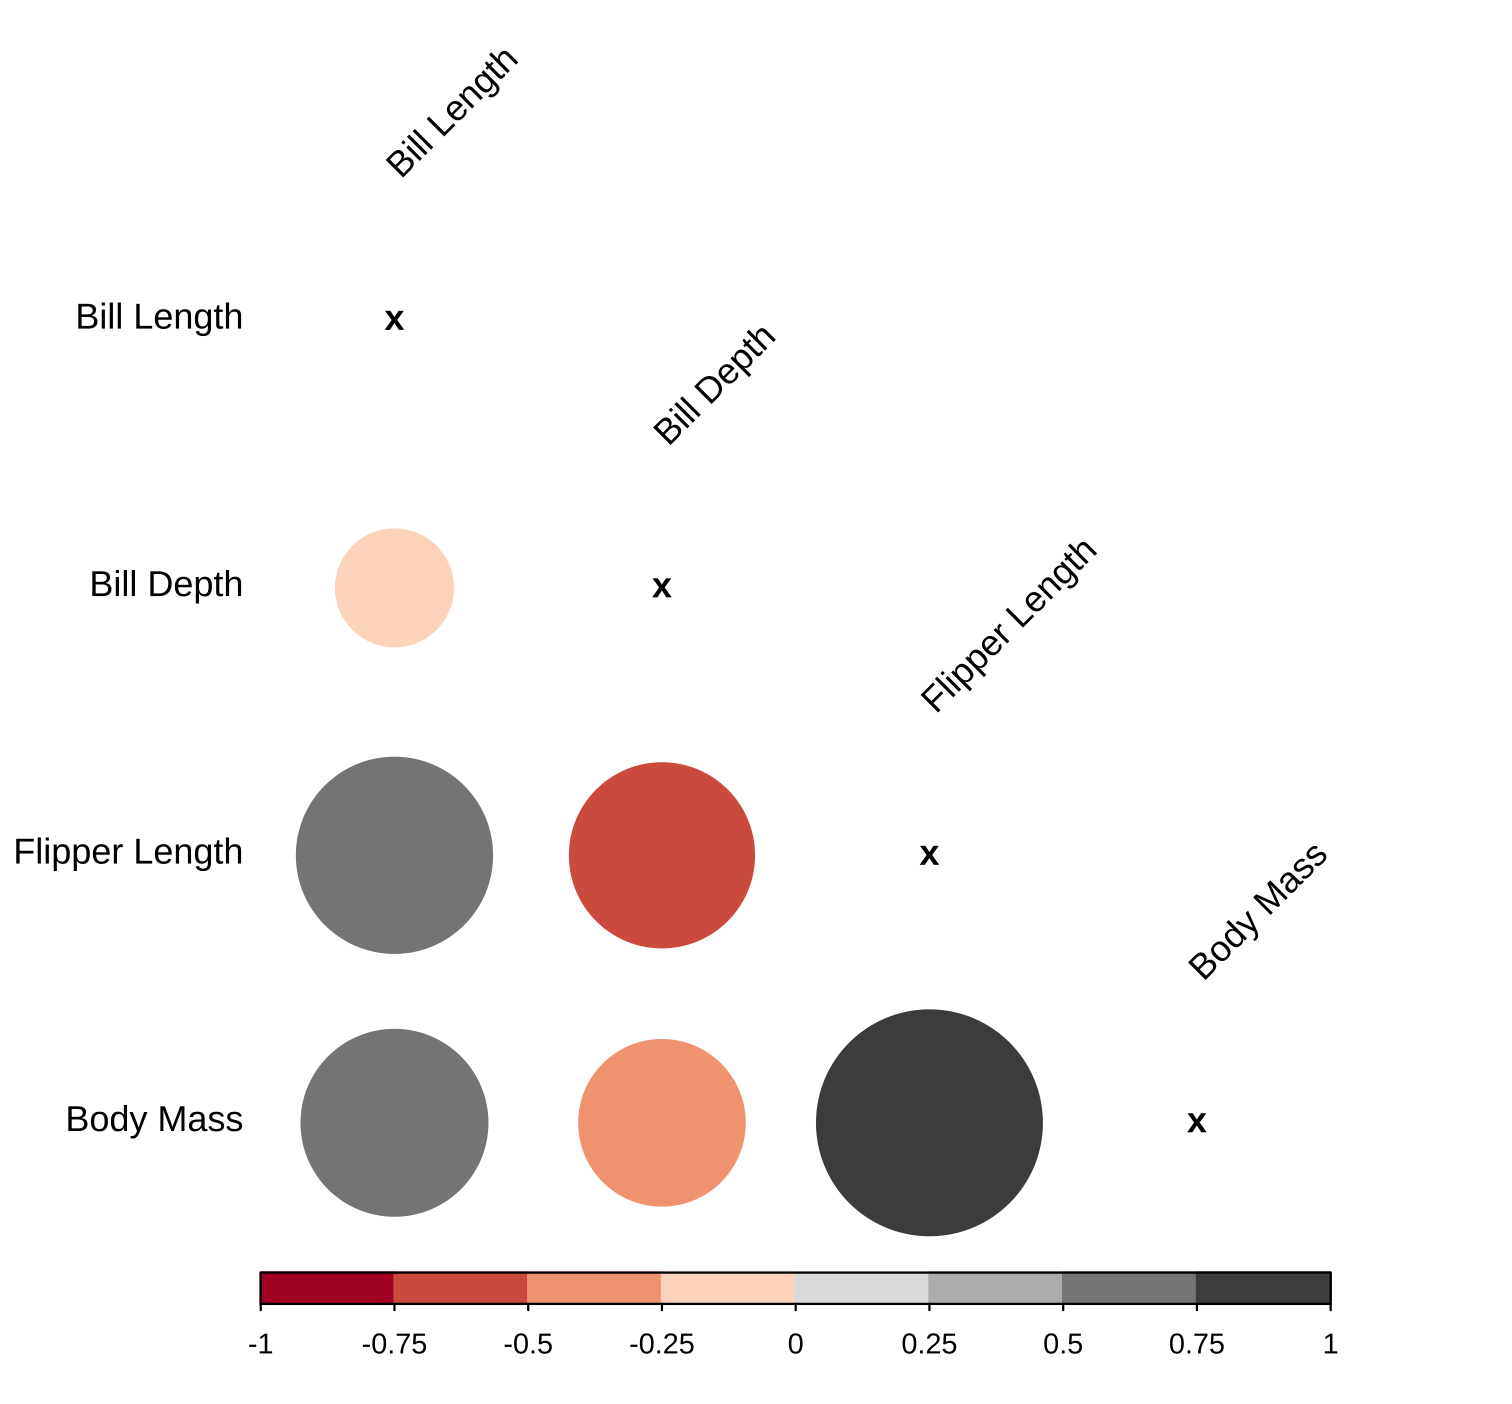 Bill Length
Bill Length
x
Bill Depth
Bill Depth
x
Flipper Length
Flipper Length
x
Body Mass
Body Mass
x
-1 -0.75 -0.5 -0.25 0 0.25 0.5 0.75 1